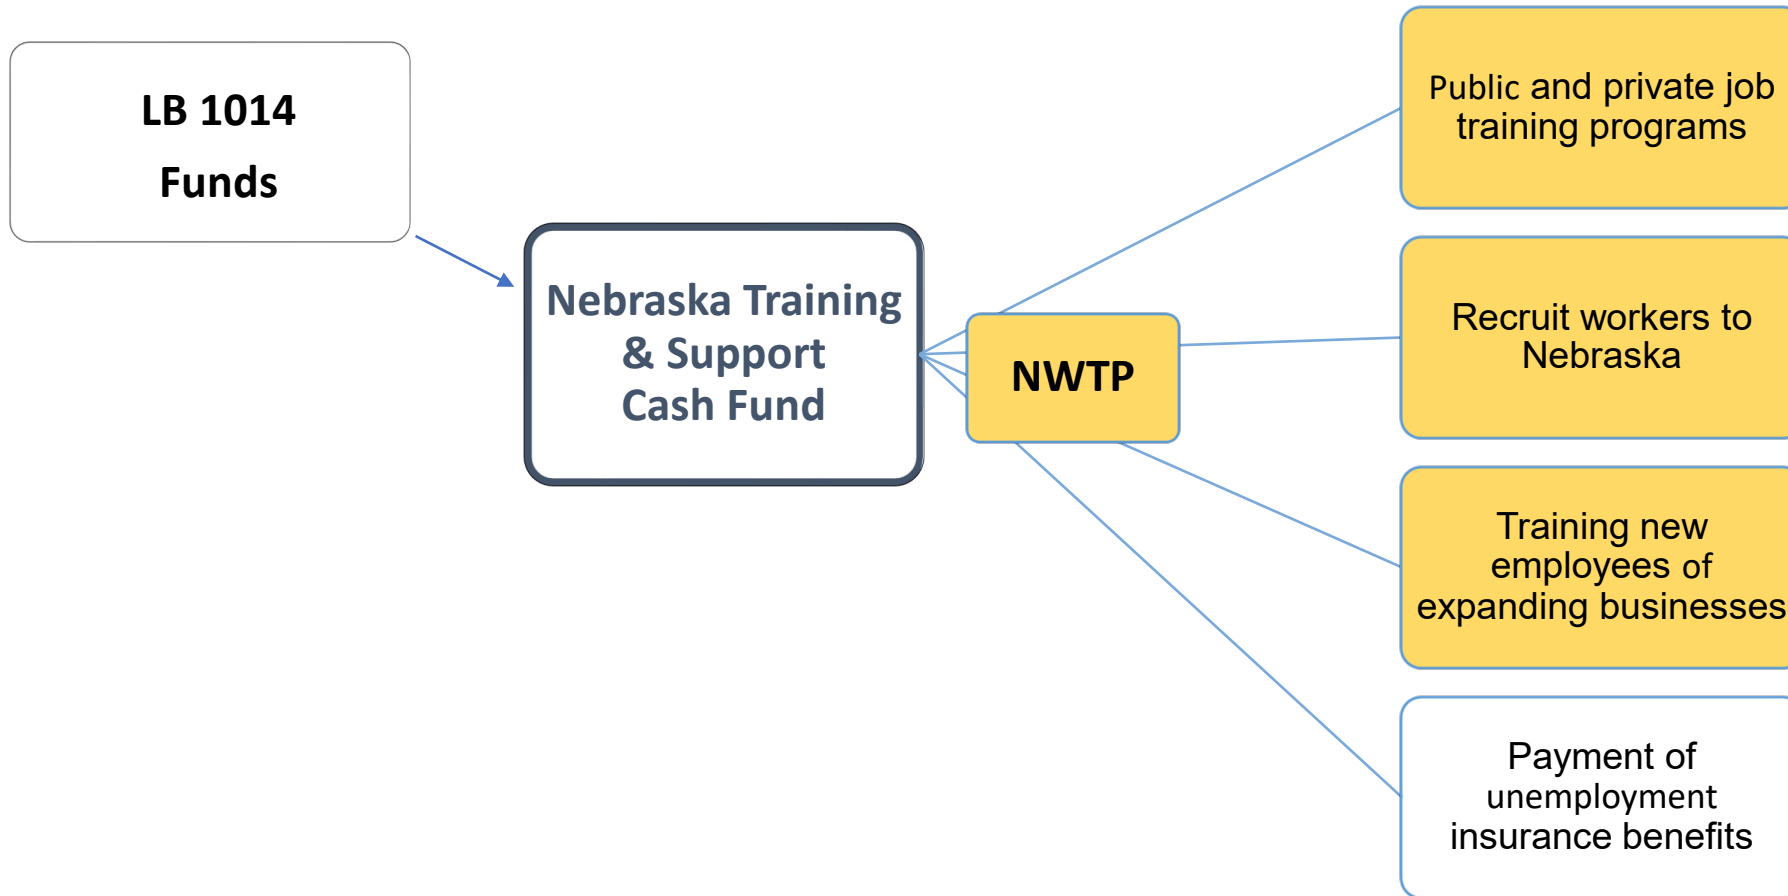 LB 1014
Funds
Nebraska Training
& Support
Cash Fund
NWTP
Public and private job
training programs
Recruit workers to
Nebraska
Training new
employees of
expanding businesses
Payment of
unemployment
insurance benefits